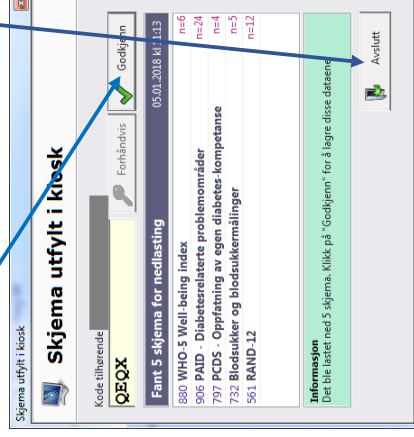 Skjema utfylt i kiosk
Skjema utfylt i kiosk
Kode tilhørende
QEQX
Forhåndvis
Godkjenn
Fant 5 skjema for nedlasting 05.01.2018 kl 11:13
880 WHO-5 Well-being index n=6
906 PAID - Diabetesrelaterte problemområder n=24
797 PCDS - Oppfatning av egen diabetes-kompetanse n=4
732 Blodsukker og blodsukkermålinger n=5
561 RAND-12 n=12
Informasjon
Det ble lastet ned 5 skjema. Klikk på "Godkjenn" for å lagre disse dataene
Avslutt